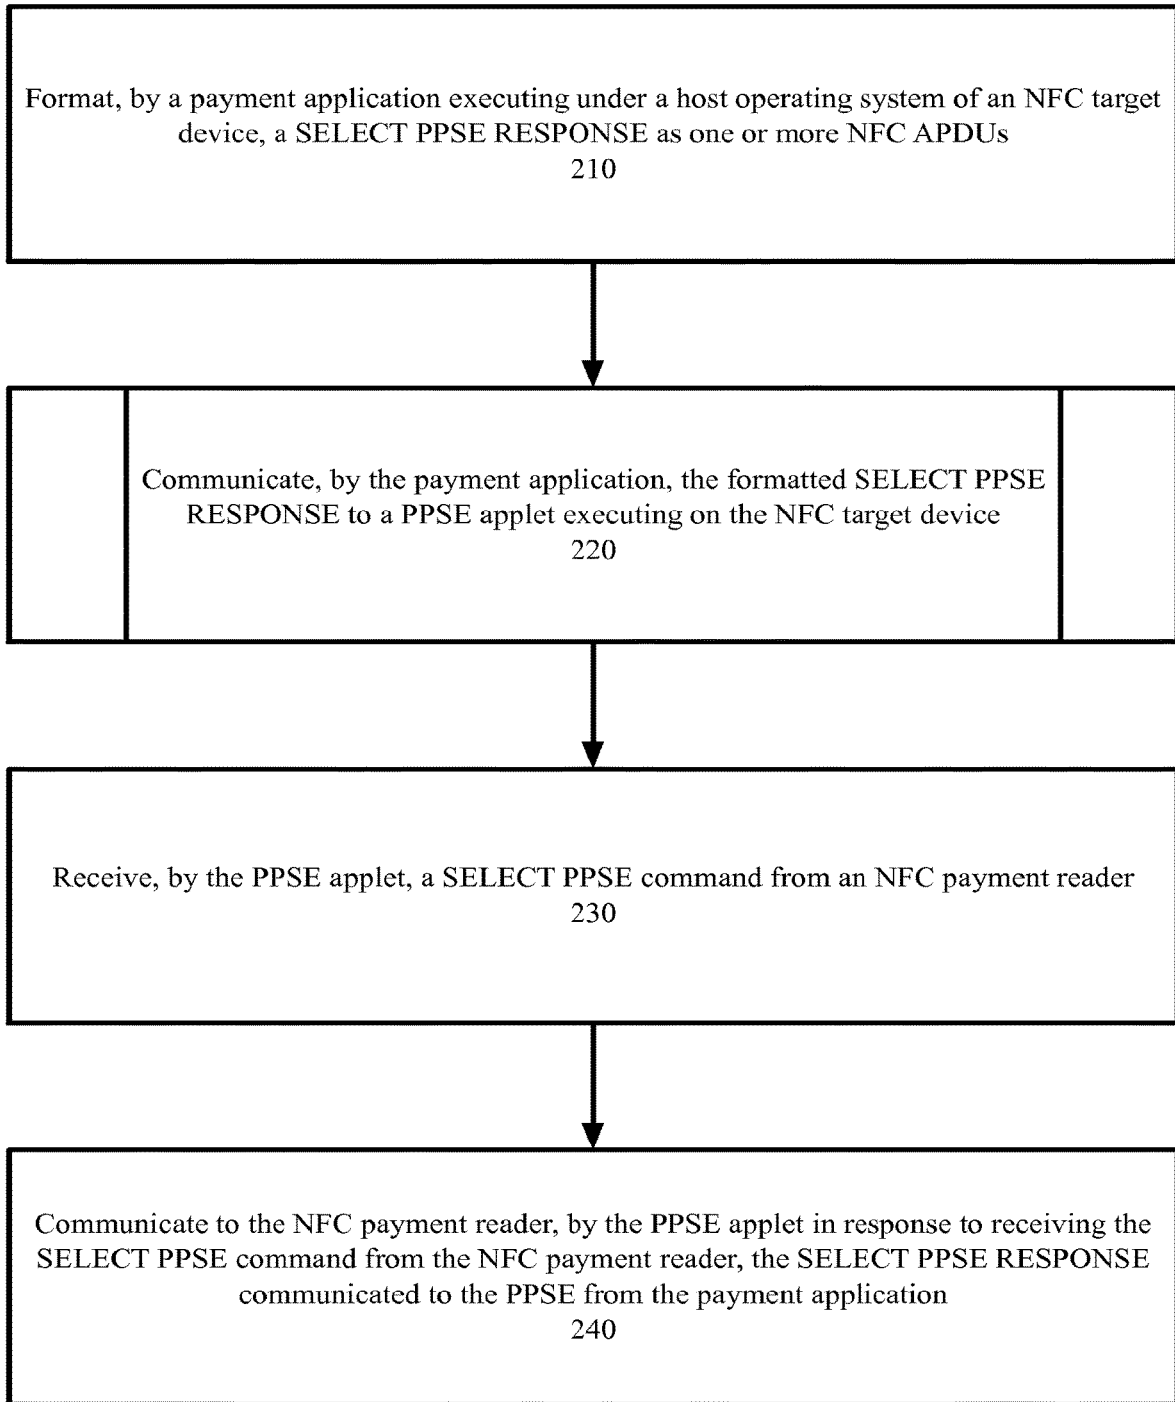 Format, by a payment application executing under a host operating system of an NFC target
device, a SELECT PPSE RESPONSE as one or more NFC APDUs
210
Communicate, by the payment application, the formatted SELECT PPSE
RESPONSE to a PPSE applet executing on the NFC target device
220
Receive, by the PPSE applet, a SELECT PPSE command from an NFC payment reader
230
Communicate to the NFC payment reader, by the PPSE applet in response to receiving the
SELECT PPSE command from the NFC payment reader, the SELECT PPSE RESPONSE
communicated to the PPSE from the payment application
240